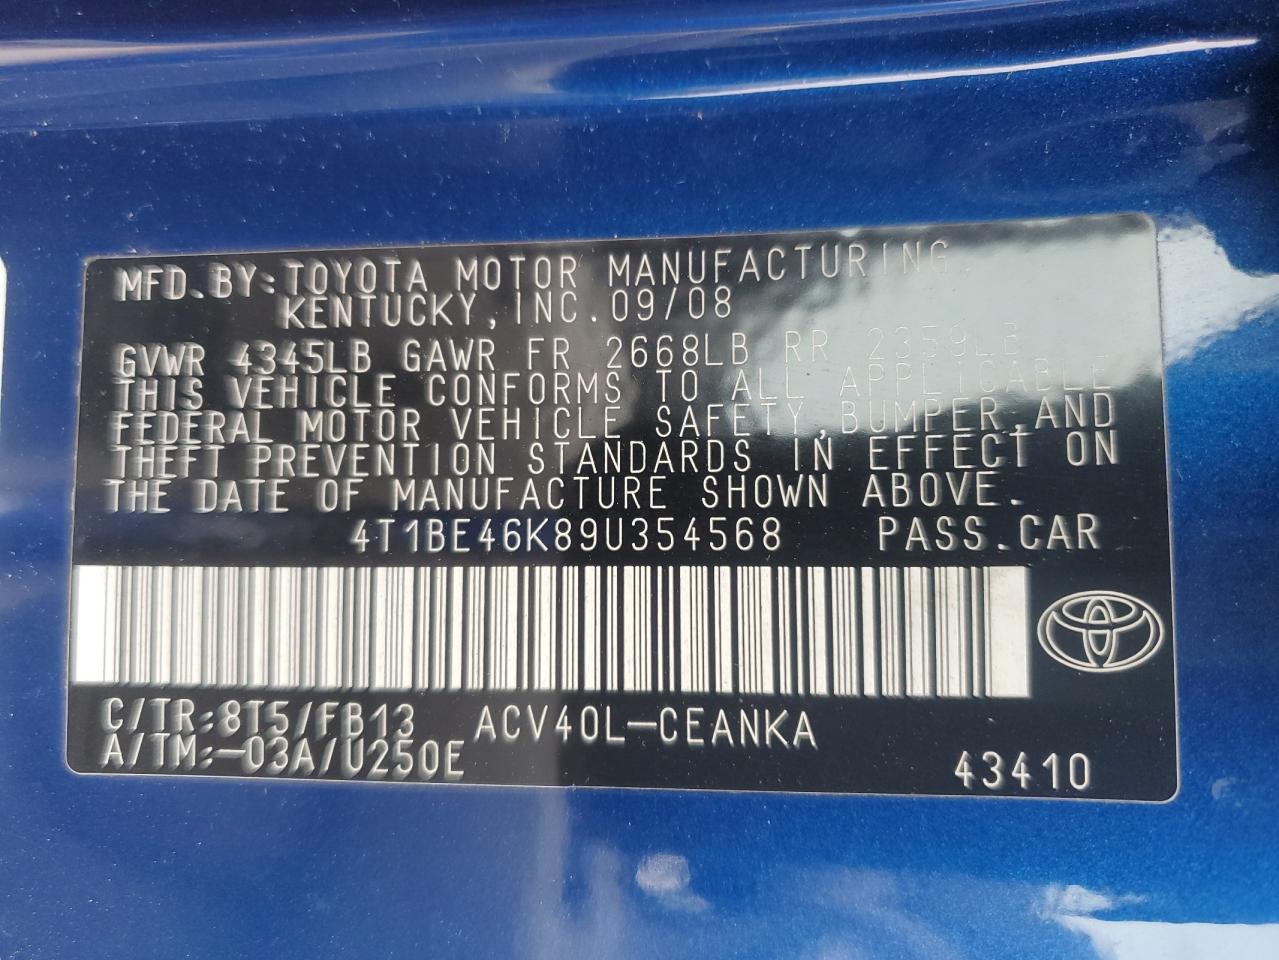 MFD. BY: TOYOTA MOTOR MANUFACTURING,
KENTUCKY, INC. 09/08
GVWR 4345LB GAWR FR 2668LB RR 2359LB
THIS VEHICLE CONFORMS TO ALL APPLICABLE
FEDERAL MOTOR VEHICLE SAFETY, BUMPER, AND
THEFT PREVENTION STANDARDS IN EFFECT ON
THE DATE OF MANUFACTURE SHOWN ABOVE.
4T1BE46K89U354568 PASS. CAR
C/TR: 8T5/FB13 ACV40L-CEANKA
A/TM: -03A/U250E 43410